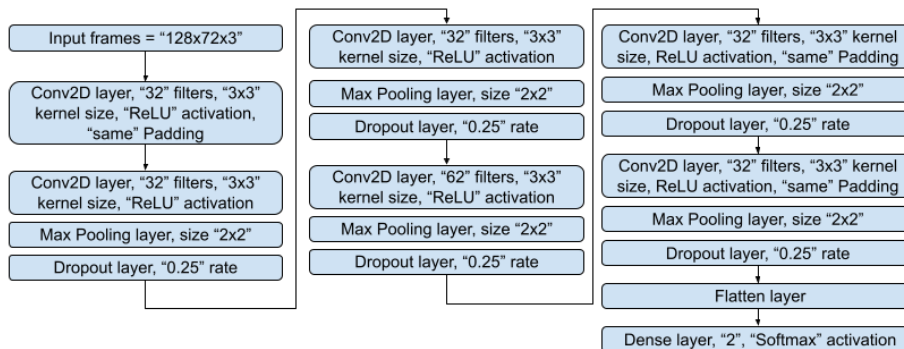 Input frames = “128x72x3”
Conv2D layer, “32” filters, “3x3”
kernel size, “ReLU” activation,
“same” Padding
Conv2D layer, “32” filters, “3x3”
kernel size, “ReLU” activation
Max Pooling layer, size “2x2”
Dropout layer, “0.25” rate
Conv2D layer, “32” filters, “3x3”
kernel size, “ReLU” activation
Max Pooling layer, size “2x2”
Dropout layer, “0.25” rate
Conv2D layer, “62” filters, “3x3”
kernel size, “ReLU” activation
Max Pooling layer, size “2x2”
Dropout layer, “0.25” rate
Conv2D layer, “32” filters, “3x3” kernel
size, ReLU activation, “same” Padding
Max Pooling layer, size “2x2”
Dropout layer, “0.25” rate
Conv2D layer, “32” filters, “3x3” kernel
size, ReLU activation, “same” Padding
Max Pooling layer, size “2x2”
Dropout layer, “0.25” rate
Flatten layer
Dense layer, “2”, “Softmax” activation